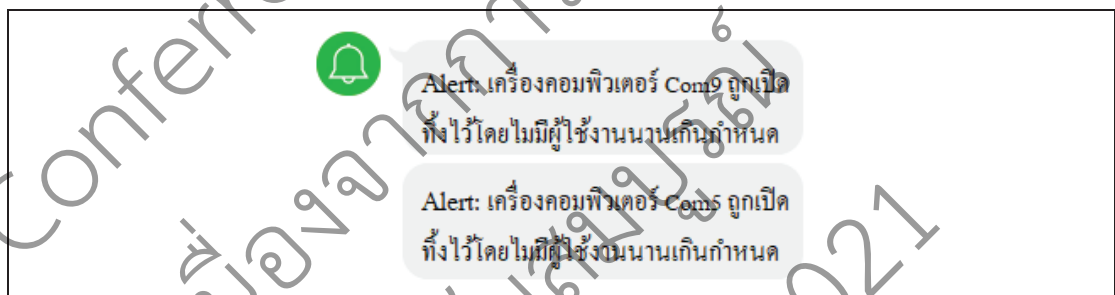 Alert: เครื่องคอมพิวเตอร์ Com9 ถูกเปิด
ทิ้งไว้โดยไมมีผู้ใช้งานนานเกินกำหนด
Alert: เครื่องคอมพิวเตอร์ Com5 ถูกเปิด
ทิ้งไว้โดยไมมีผู้ใช้งานนานเกินกำหนด